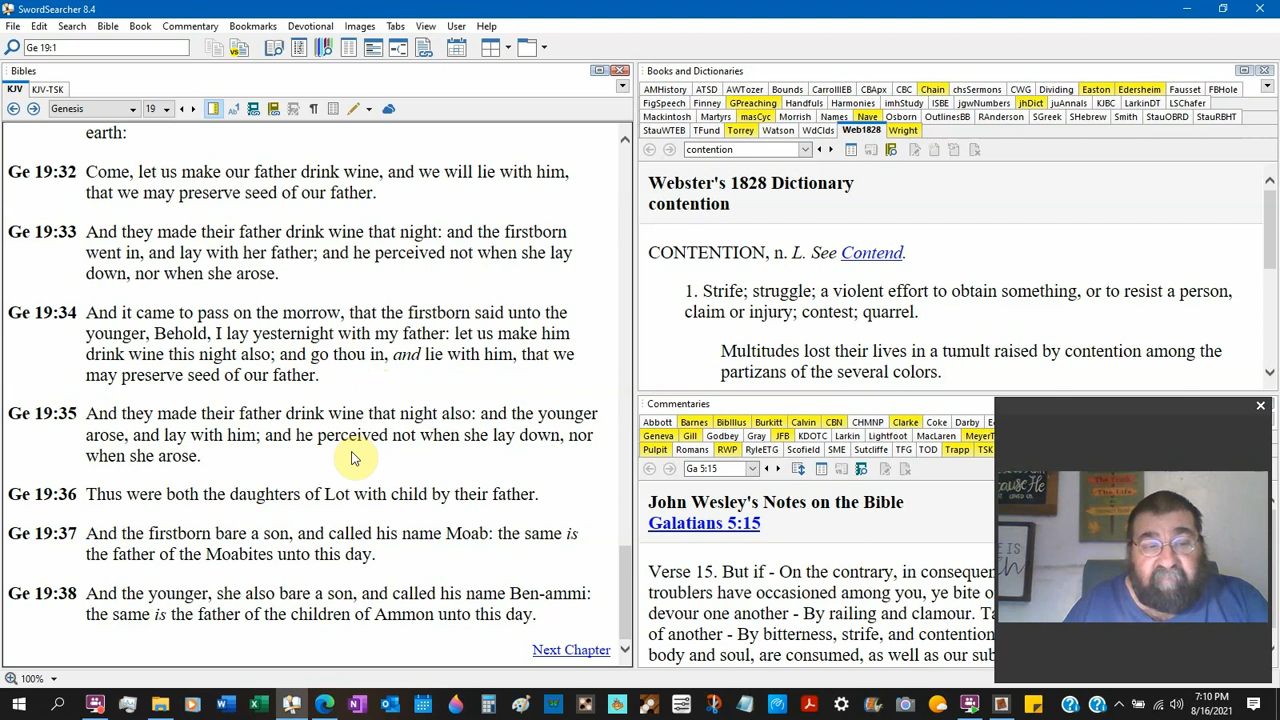 SwordSearcher 8.4
File Edit Search Bible Book Commentary Bookmarks Devotional Images Tabs View User Help
Ge 19:1
Bibles
KJV KJV-TSK
Genesis 19
earth:
Ge 19:32 Come, let us make our father drink wine, and we will lie with him,
that we may preserve seed of our father.
Ge 19:33 And they made their father drink wine that night: and the firstborn
went in, and lay with her father; and he perceived not when she lay
down, nor when she arose.
Ge 19:34 And it came to pass on the morrow, that the firstborn said unto the
younger, Behold, I lay yesternight with my father: let us make him
drink wine this night also; and go thou in, and lie with him, that we
may preserve seed of our father.
Ge 19:35 And they made their father drink wine that night also: and the younger
arose, and lay with him; and he perceived not when she lay down, nor
when she arose.
Ge 19:36 Thus were both the daughters of Lot with child by their father.
Ge 19:37 And the firstborn bare a son, and called his name Moab: the same is
the father of the Moabites unto this day.
Ge 19:38 And the younger, she also bare a son, and called his name Ben-ammi:
the same is the father of the children of Ammon unto this day.
Next Chapter
100%
Books and Dictionaries
AMHistory ATSD AWTozer Bounds CarrollEB CBApx CBC Chain chsSermons CWG Dividing Easton Edersheim Fausset FBHole
FigSpeech Finney GPreaching Handfuls Harmonies imhStudy ISBE jgwNumbers jhDict juAnnals KJBC LarkinDT LSChafer
Mackintosh Martyrs masCyc Morrish Names Nave Osborn OutlinesBB RAnderson SGreek SHebrew Smith StauOBRD StauRBHT
StauWTEB TFund Torrey Watson WdClds Web1828 Wright
contention
Webster's 1828 Dictionary
contention
CONTENTION, n. L. See Contend.
1. Strife; struggle; a violent effort to obtain something, or to resist a person,
claim or injury; contest; quarrel.
Multitudes lost their lives in a tumult raised by contention among the
partizans of the several colors.
Commentaries
Abbott Barnes BibIllus Burkitt Calvin CBN CHMNP Clarke Coke Darby
Geneva Gill Godbey Gray JFB KDOTC Larkin Lightfoot MacLaren Meyer
Pulpit Romans RWP RyleETG Scofield SME Sutcliffe TFG TOD Trapp TSK
Ga 5:15
John Wesley's Notes on the Bible
Galatians 5:15
Verse 15. But if - On the contrary, in consequen
troublers have occasioned among you, ye bite o
devour one another - By railing and clamour. Ta
of another - By bitterness, strife, and contention
body and soul, are consumed, as well as our sub
because He
The Life
7:10 PM
8/16/2021